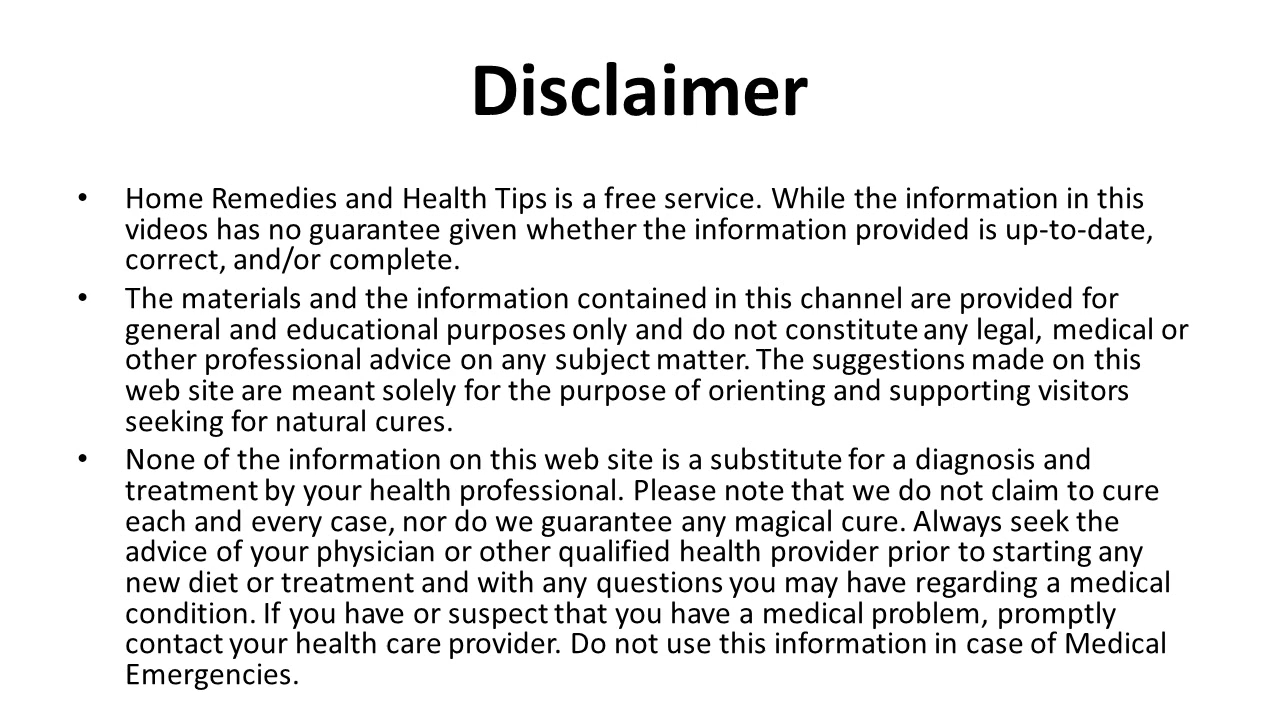 Disclaimer
• Home Remedies and Health Tips is a free service. While the information in this
videos has no guarantee given whether the information provided is up-to-date,
correct, and/or complete.
• The materials and the information contained in this channel are provided for
general and educational purposes only and do not constitute any legal, medical or
other professional advice on any subject matter. The suggestions made on this
web site are meant solely for the purpose of orienting and supporting visitors
seeking for natural cures.
• None of the information on this web site is a substitute for a diagnosis and
treatment by your health professional. Please note that we do not claim to cure
each and every case, nor do we guarantee any magical cure. Always seek the
advice of your physician or other qualified health provider prior to starting any
new diet or treatment and with any questions you may have regarding a medical
condition. If you have or suspect that you have a medical problem, promptly
contact your health care provider. Do not use this information in case of Medical
Emergencies.